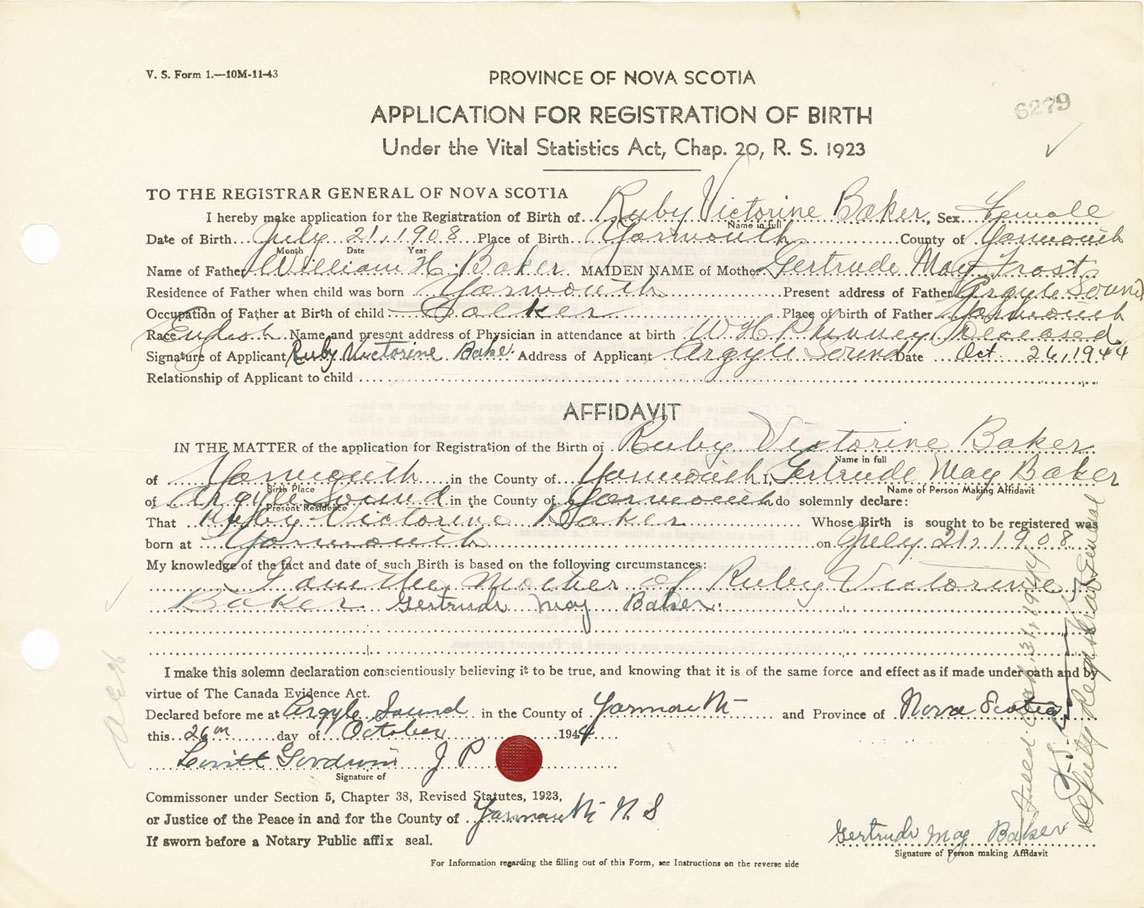 V. S. Form 1.—10M-11-43
PROVINCE OF NOVA SCOTIA
6279
APPLICATION FOR REGISTRATION OF BIRTH
Under the Vital Statistics Act, Chap. 20, R. S. 1923
TO THE REGISTRAR GENERAL OF NOVA SCOTIA
I hereby make application for the Registration of Birth of Ruby Victorine Baker, Sex Female
Name in full
Date of Birth July 21, 1908 Place of Birth Yarmouth County of Yarmouth
Month Date Year
Name of Father William H. Baker MAIDEN NAME of Mother Gertrude May Frost
Residence of Father when child was born Yarmouth Present address of Father Argyle Sound
Occupation of Father at Birth of child Place of birth of Father Yarmouth
Race English Name and present address of Physician in attendance at birth W H Phinney Deceased
Signature of Applicant Ruby Victorine Baker Address of Applicant Argyle Sound Date Oct 26, 1944
Relationship of Applicant to child
AFFIDAVIT
IN THE MATTER of the application for Registration of the Birth of Ruby Victorine Baker
Name in full
of Yarmouth in the County of Yarmouth I, Gertrude May Baker
Birth Place Name of Person Making Affidavit
of Argyle Sound in the County of Yarmouth do solemnly declare:
Present Residence
That Ruby Victorine Baker Whose Birth is sought to be registered was
born at Yarmouth on July 21, 1908
My knowledge of the fact and date of such Birth is based on the following circumstances:
I am the Mother of Ruby Victorine
Baker Gertrude May Baker.
I make this solemn declaration conscientiously believing it to be true, and knowing that it is of the same force and effect as if made under oath and by
virtue of The Canada Evidence Act.
Declared before me at Argyle Sound in the County of Yarmouth and Province of Nova Scotia
this 26th day of October 1944
Goodwin J P
Signature of
Commissoner under Section 5, Chapter 38, Revised Statutes, 1923,
or Justice of the Peace in and for the County of Yarmouth N S
If sworn before a Notary Public affix seal.
Gertrude May Baker
Signature of Person making Affidavit
For Information regarding the filling out of this Form, see Instructions on the reverse side
Filed Oct. 31, 1944
Deputy Registrar General